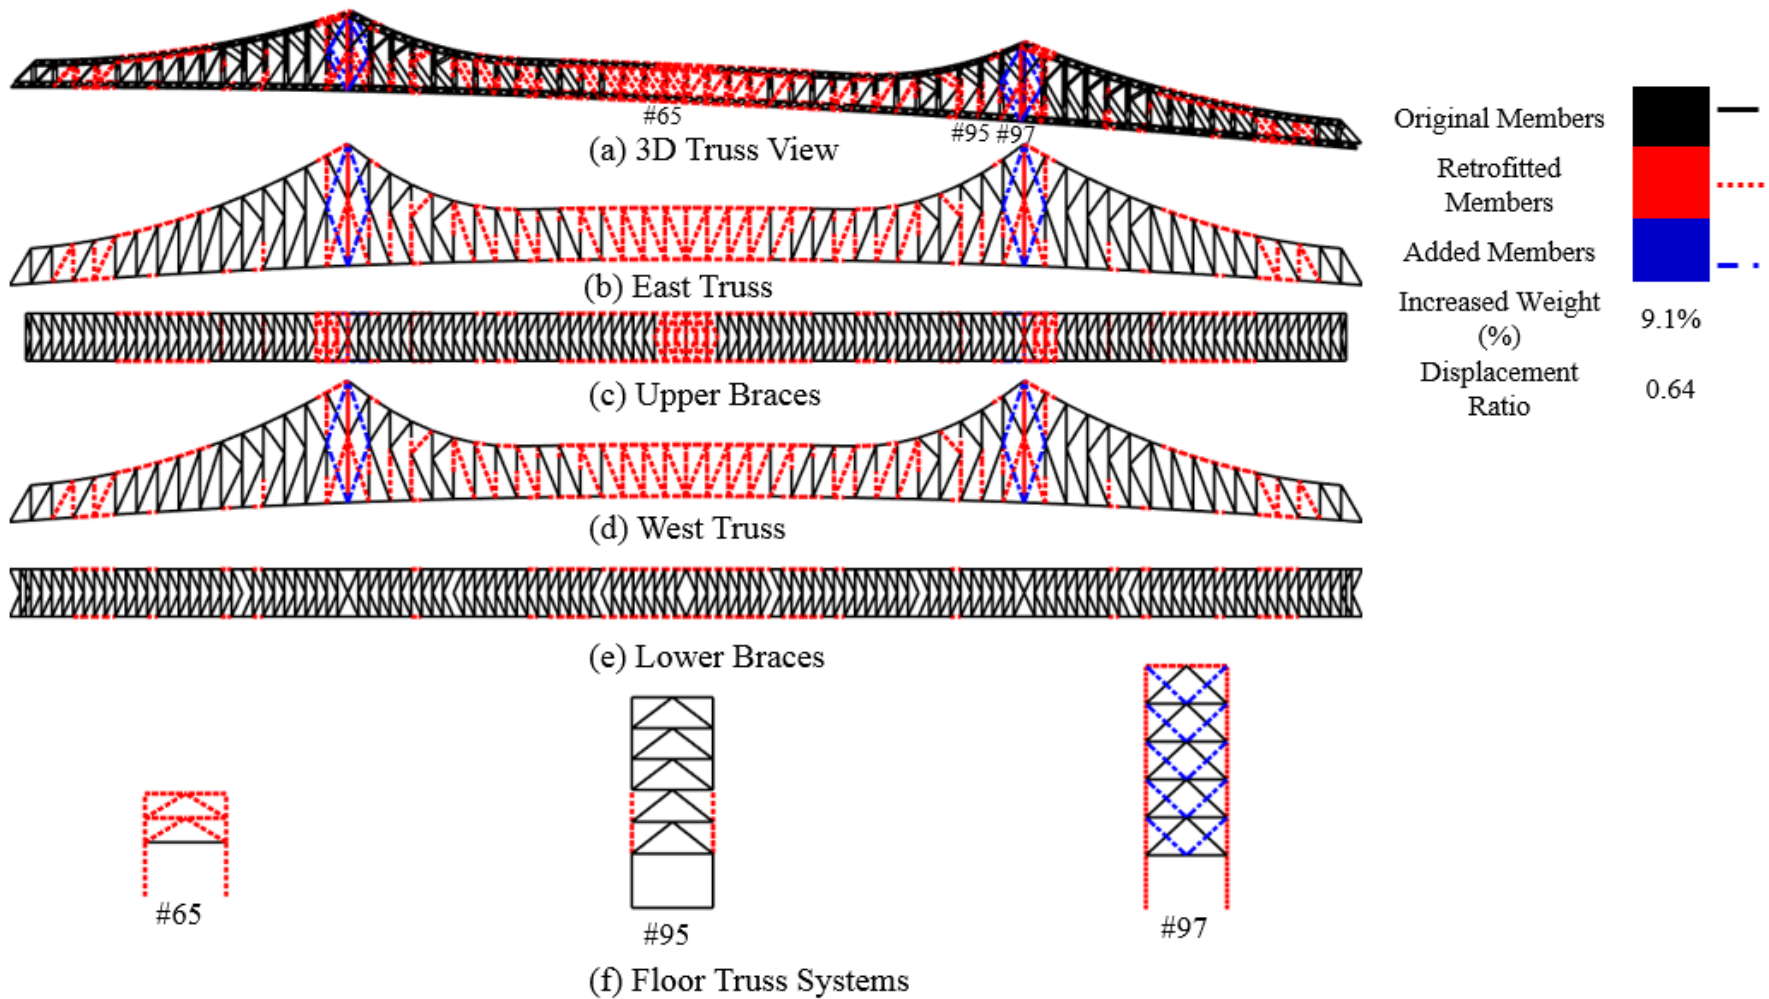 #65
#95 #97
(a) 3D Truss View
(b) East Truss
(c) Upper Braces
(d) West Truss
(e) Lower Braces
#65
#95
#97
(f) Floor Truss Systems
Original Members
Retrofitted
Members
Added Members
Increased Weight
(%)
9.1%
Displacement
Ratio
0.64